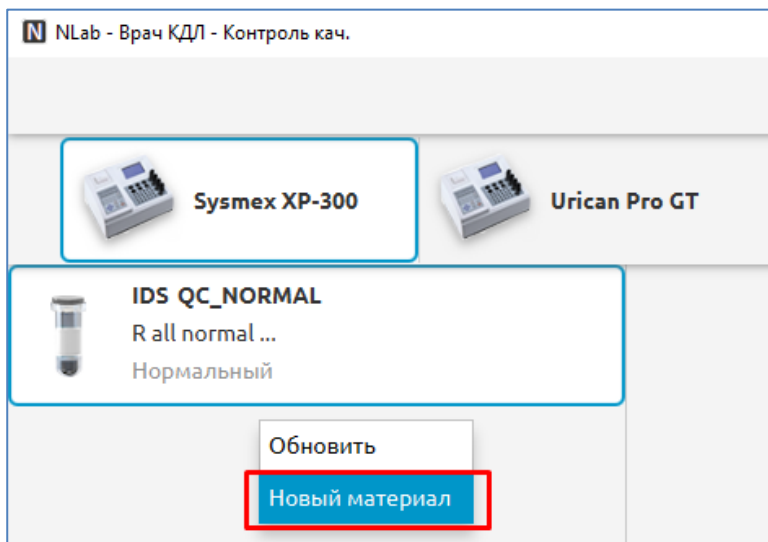 NLab - Врач КДЛ - Контроль кач.
Sysmex XP-300
Urican Pro GT
IDS QC_NORMAL
R all normal ...
Нормальный
Обновить
Новый материал